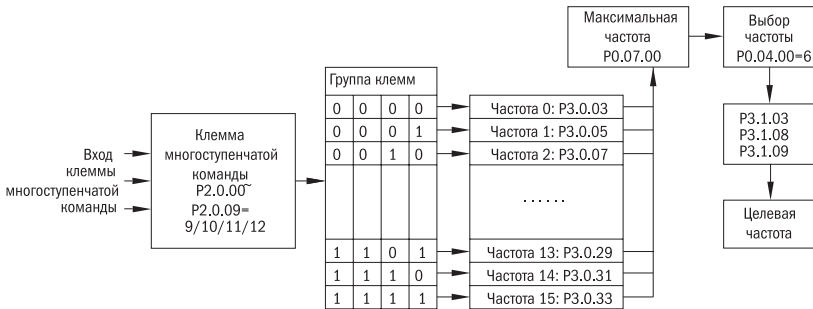 Максимальная
частота
P0.07.00
Выбор
частоты
P0.04.00=6
Группа клемм
0 0 0 0
Частота 0: P3.0.03
0 0 0 1
Частота 1: P3.0.05
0 0 1 0
Частота 2: P3.0.07
Вход
клеммы
многоступенчатой
команды
Клемма
многоступенчатой
команды
P2.0.00~
P2.0.09=
9/10/11/12
......
1 1 0 1
Частота 13: P3.0.29
1 1 1 0
Частота 14: P3.0.31
1 1 1 1
Частота 15: P3.0.33
P3.1.03
P3.1.08
P3.1.09
Целевая
частота